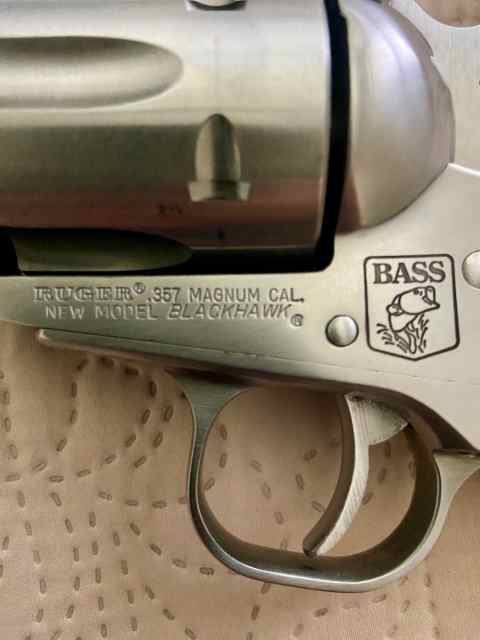 RUGER® .357 MAGNUM CAL.
NEW MODEL BLACKHAWK®
BASS